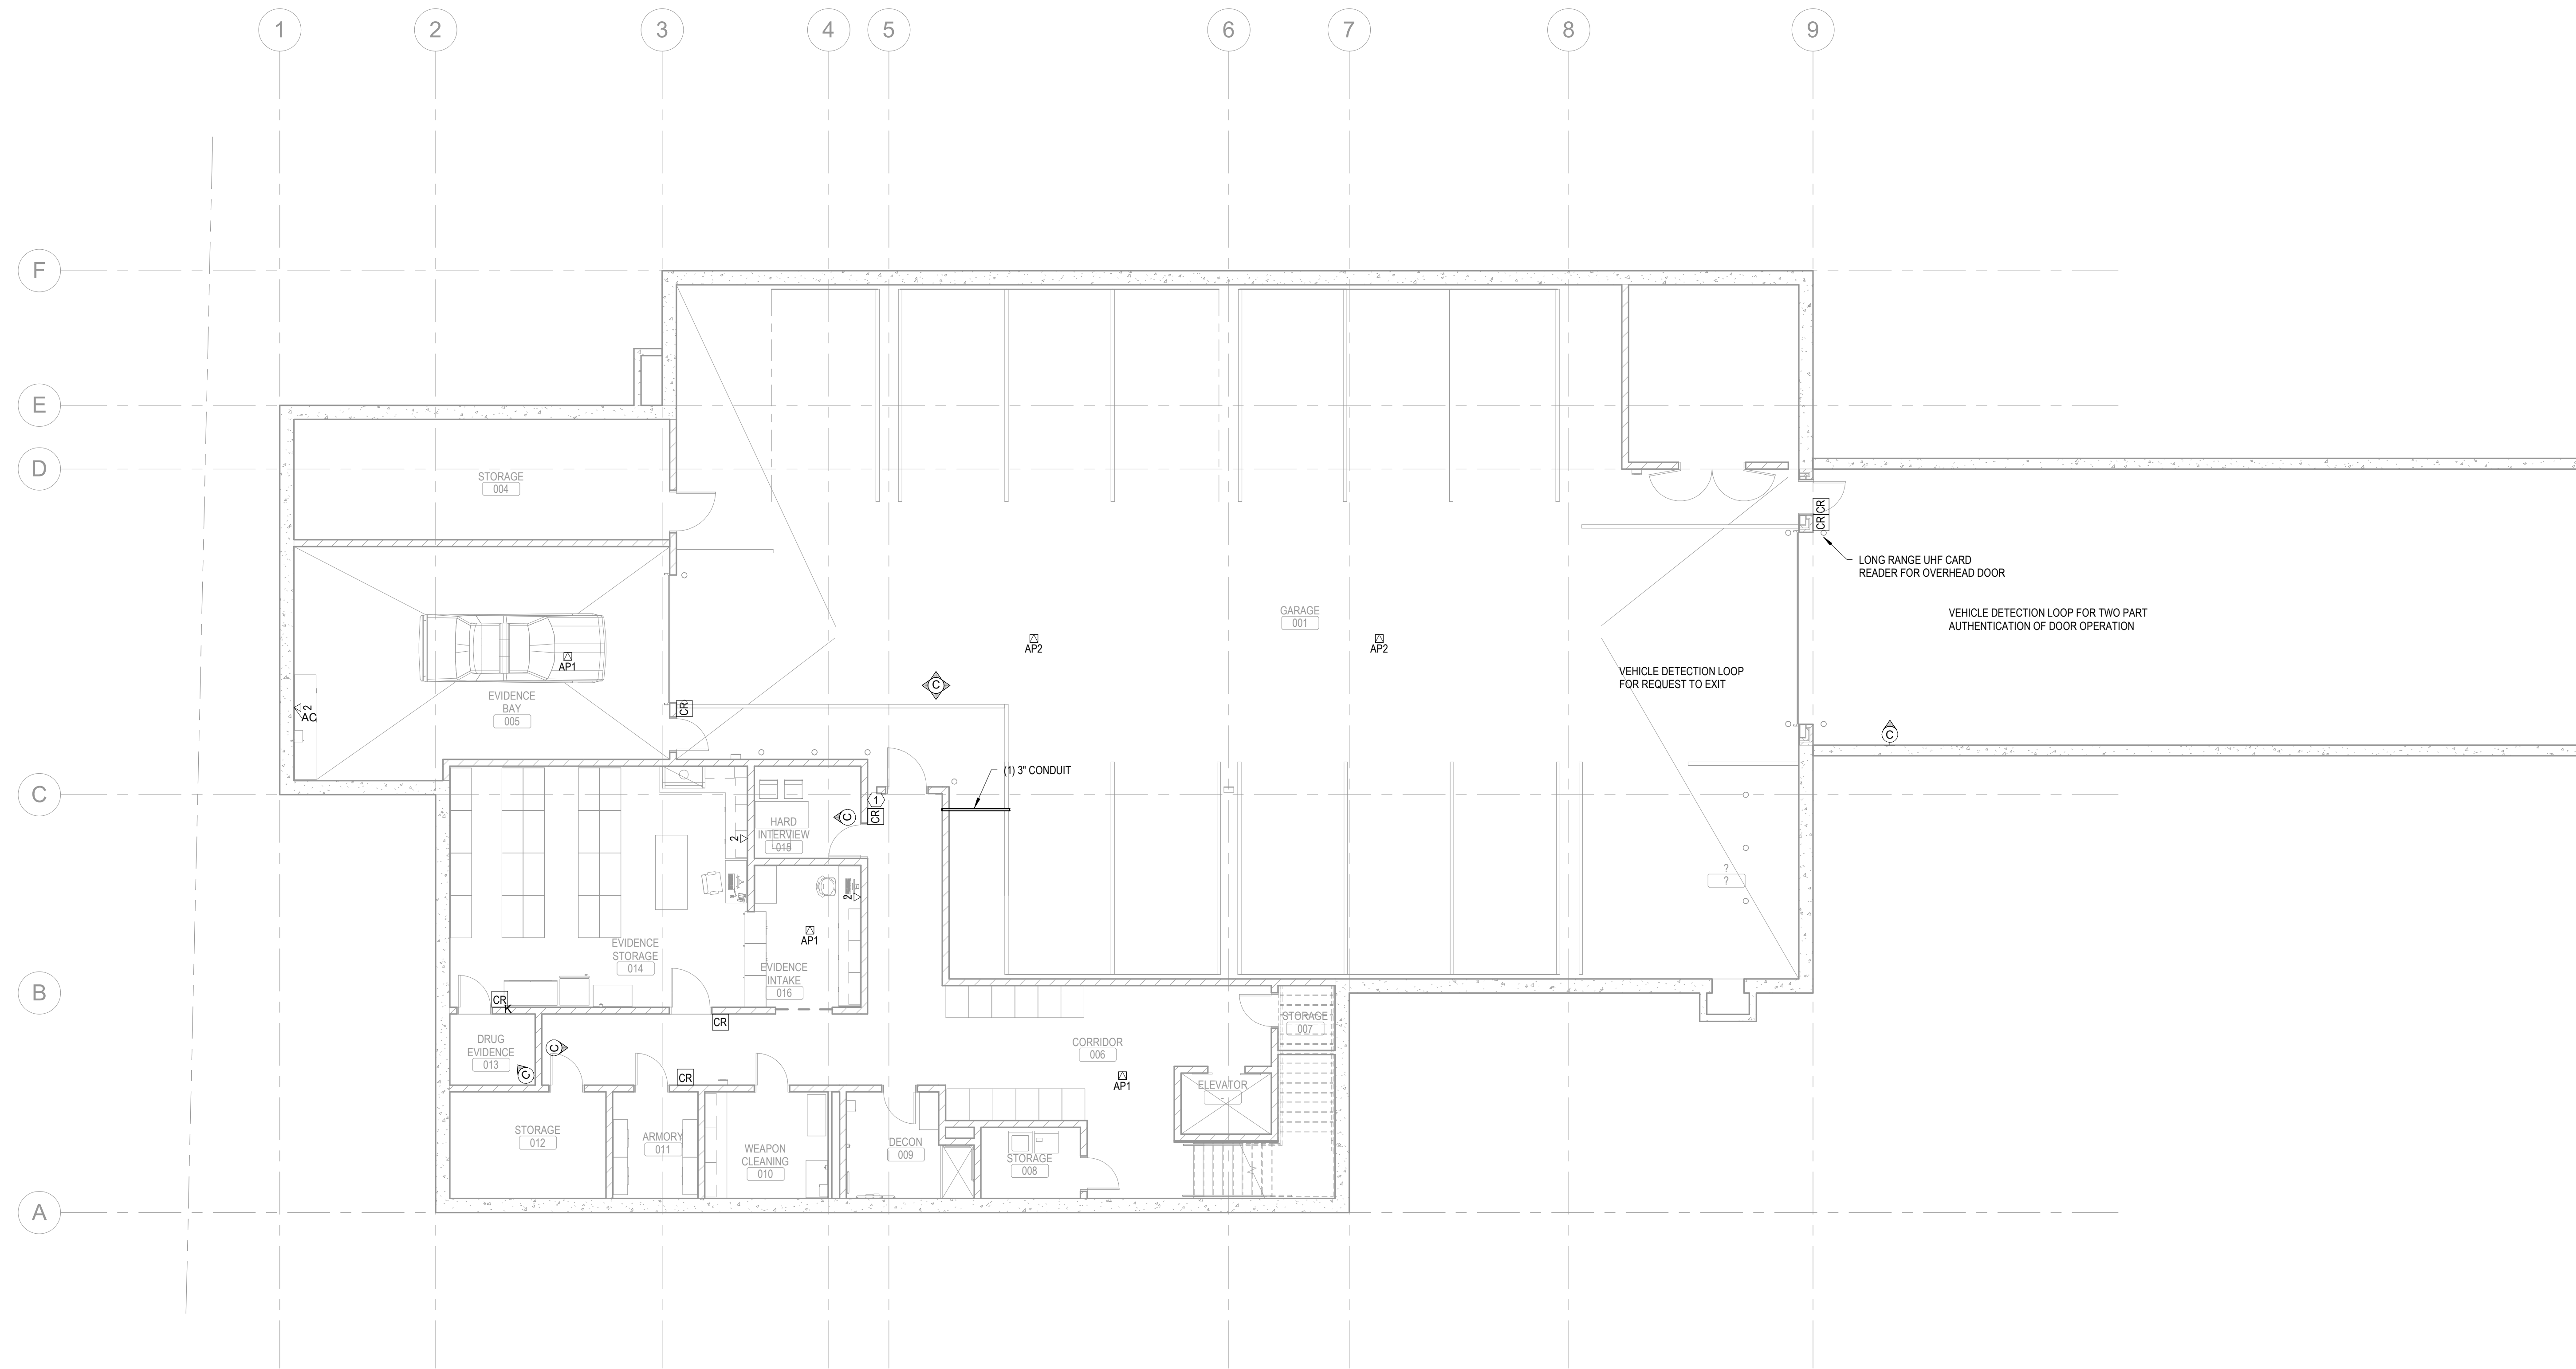 1
2
3
4
5
6
7
8
9
F
E
D
C
B
A
STORAGE
004
CR
CR
LONG RANGE UHF CARD
READER FOR OVERHEAD DOOR
GARAGE
001
VEHICLE DETECTION LOOP FOR TWO PART
AUTHENTICATION OF DOOR OPERATION
AP2
AP2
AP1
VEHICLE DETECTION LOOP
FOR REQUEST TO EXIT
C
EVIDENCE
BAY
005
2
AC
CR
C
(1) 3" CONDUIT
1
CR
C
HARD
INTERVIEW
015
2
?
?
2
AP1
EVIDENCE
STORAGE
014
EVIDENCE
INTAKE
016
CR
K
CR
STORAGE
007
DRUG
EVIDENCE
013
C
C
CORRIDOR
006
CR
AP1
ELEVATOR
-
STORAGE
012
ARMORY
011
WEAPON
CLEANING
010
DECON
009
STORAGE
008